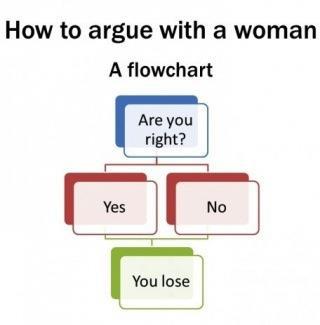 How to argue with a woman
A flowchart
Are you
right?
Yes
No
You lose